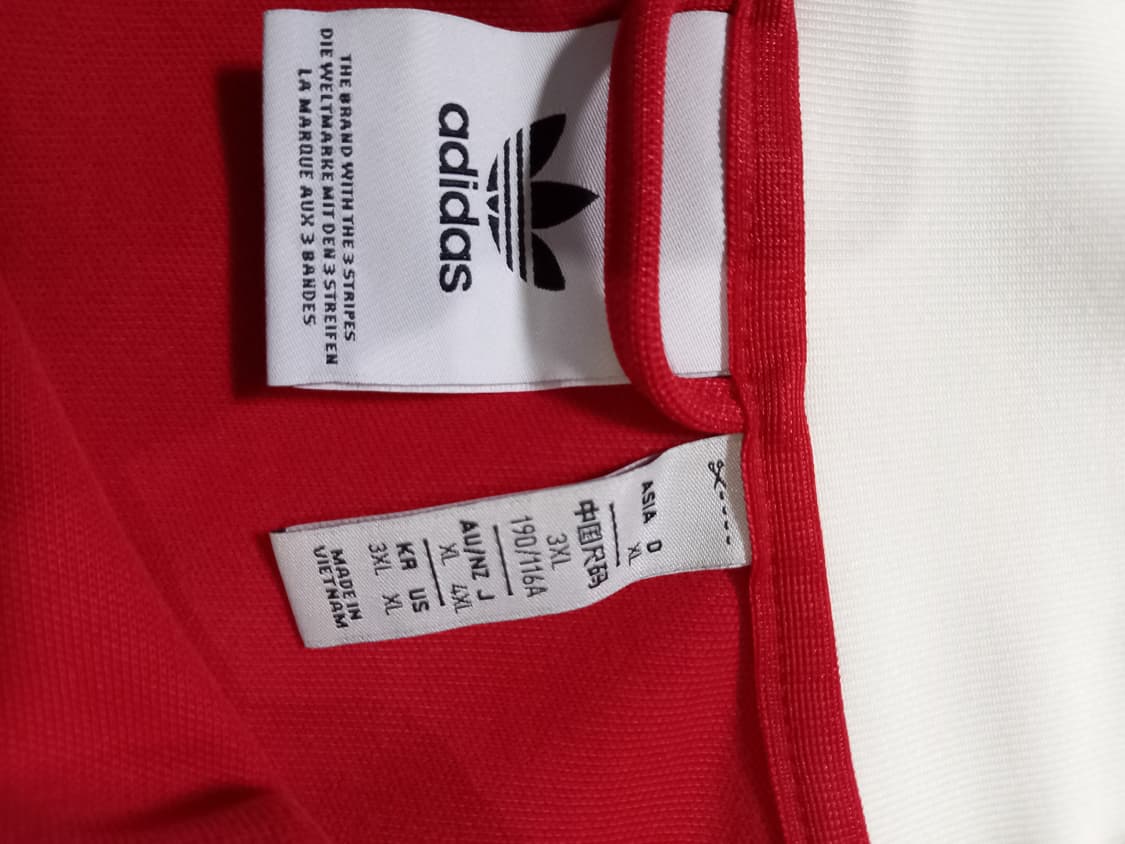 adidas
THE BRAND WITH THE 3 STRIPES
DIE WELTMARKE MIT DEN 3 STREIFEN
LA MARQUE AUX 3 BANDES
ASIA D
XL
中国尺码
3XL
190/116A
AU/NZ J
XL 4XL
KR US
3XL XL
MADE IN
VIETNAM